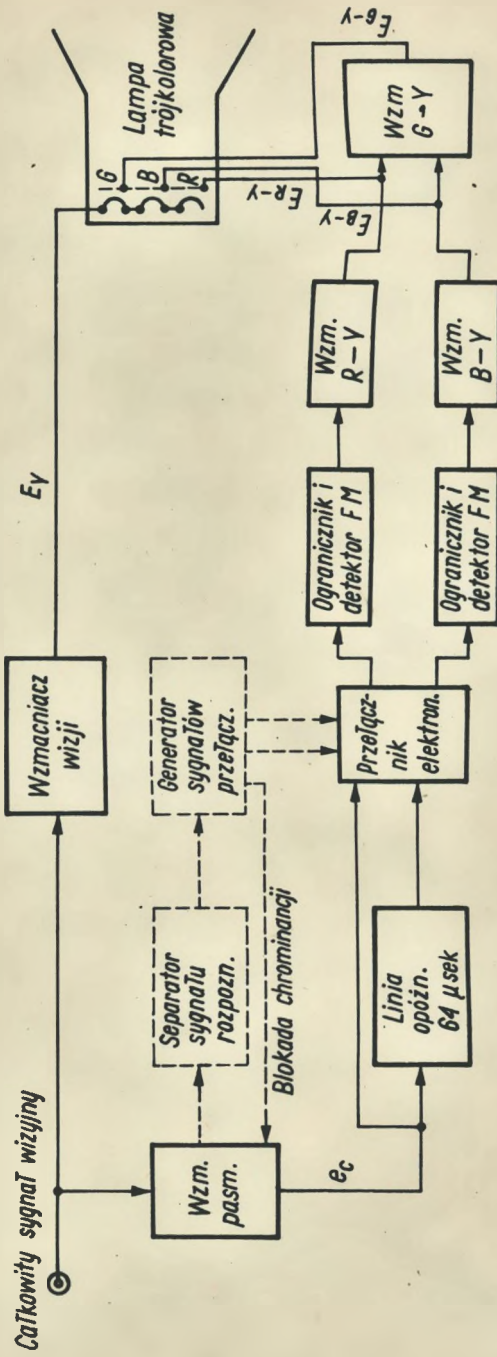 Całkowity sygnał wizyjny
Wzmacniacz
wizji
E_Y
Lampa
trójkolorowa
G
B
R
Wzm.
pasm.
Separator
sygnału
rozpozn.
Generator
sygnałów
przełącz.
Blokada chrominancji
e_c
Linia
opóźn.
64 μsek
Przełącz-
nik
elektron.
Ogranicznik i
detektor FM
Ogranicznik i
detektor FM
Wzm.
R-Y
Wzm.
B-Y
E_R-Y
E_B-Y
Wzm
G-Y
E_G-Y